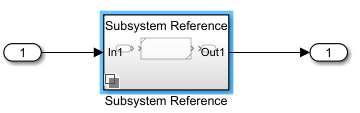 Subsystem Reference
1
In1
Out1
1
Subsystem Reference